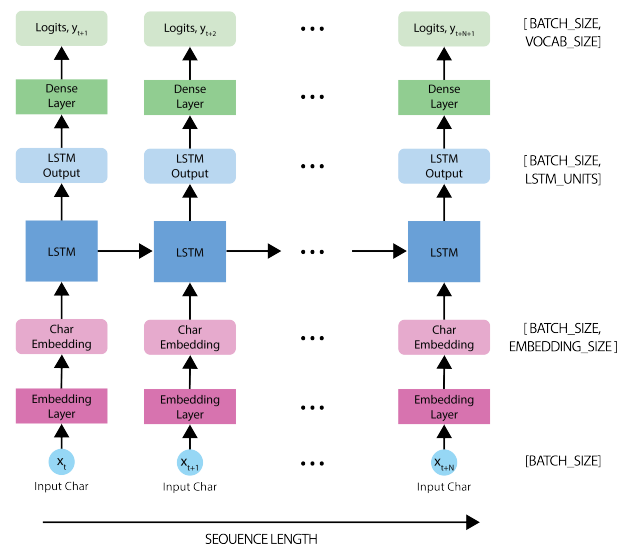 Logits, yt+1
Logits, yt+2
Logits, yt+N+1
[ BATCH_SIZE,
VOCAB_SIZE]
Dense
Layer
Dense
Layer
Dense
Layer
LSTM
Output
LSTM
Output
LSTM
Output
[ BATCH_SIZE,
LSTM_UNITS]
LSTM
LSTM
LSTM
Char
Embedding
Char
Embedding
Char
Embedding
[ BATCH_SIZE,
EMBEDDING_SIZE ]
Embedding
Layer
Embedding
Layer
Embedding
Layer
xt
xt+1
xt+N
[BATCH_SIZE]
Input Char
Input Char
Input Char
SEQUENCE LENGTH